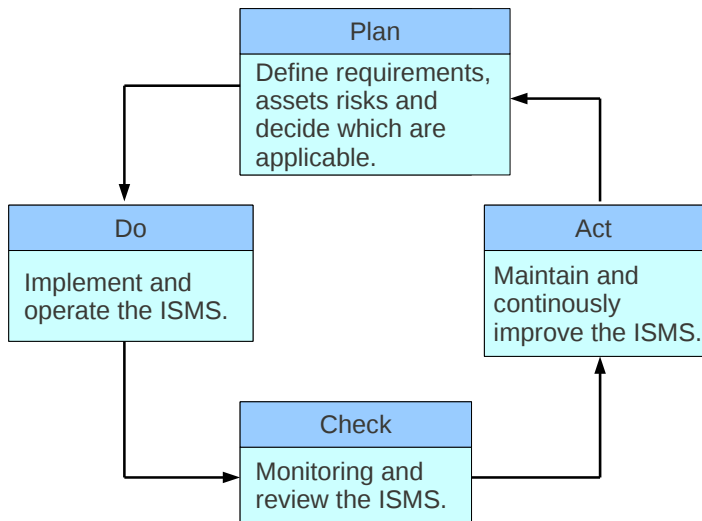 Plan
Define requirements,
assets risks and
decide which are
applicable.
Do
Implement and
operate the ISMS.
Act
Maintain and
continously
improve the ISMS.
Check
Monitoring and
review the ISMS.